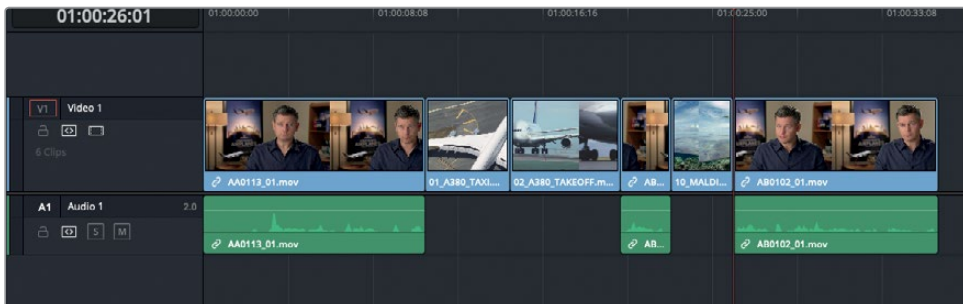 01:00:26:01
01:00:00:00 01:00:08:08 01:00:16:16 01:00:25:00 01:00:33:08
V1 Video 1
6 Clips
AA0113_01.mov 01_A380_TAXI.... 02_A380_TAKEOFF.m... AB... 10_MALDI... AB0102_01.mov
A1 Audio 1 2.0
S M
AA0113_01.mov AB... AB0102_01.mov